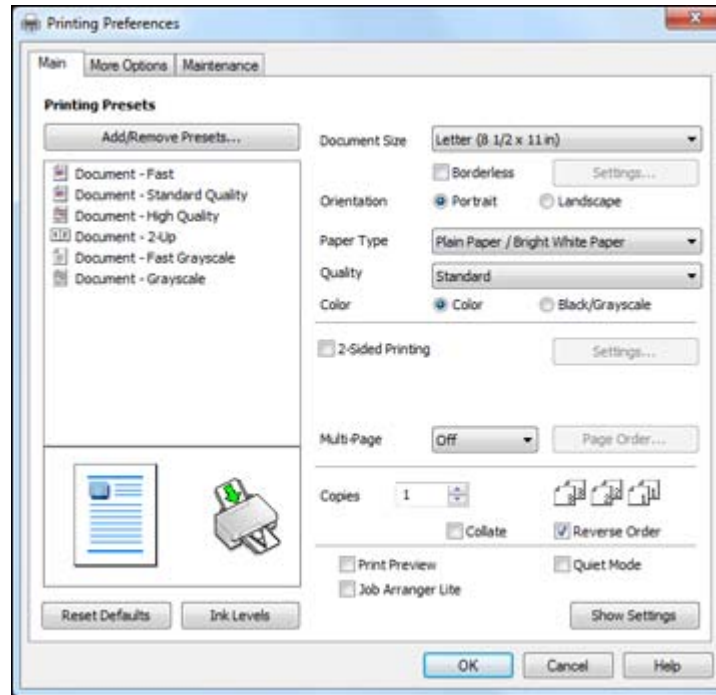 Printing Preferences
Main
More Options
Maintenance
Printing Presets
Add/Remove Presets...
Document - Fast
Document - Standard Quality
Document - High Quality
Document - 2-Up
Document - Fast Grayscale
Document - Grayscale
Reset Defaults
Ink Levels
Document Size
Letter (8 1/2 x 11 in)
Borderless
Settings...
Orientation
Portrait
Landscape
Paper Type
Plain Paper / Bright White Paper
Quality
Standard
Color
Color
Black/Grayscale
2-Sided Printing
Settings...
Multi-Page
Off
Page Order...
Copies
1
Collate
Reverse Order
Print Preview
Quiet Mode
Job Arranger Lite
Show Settings
OK
Cancel
Help